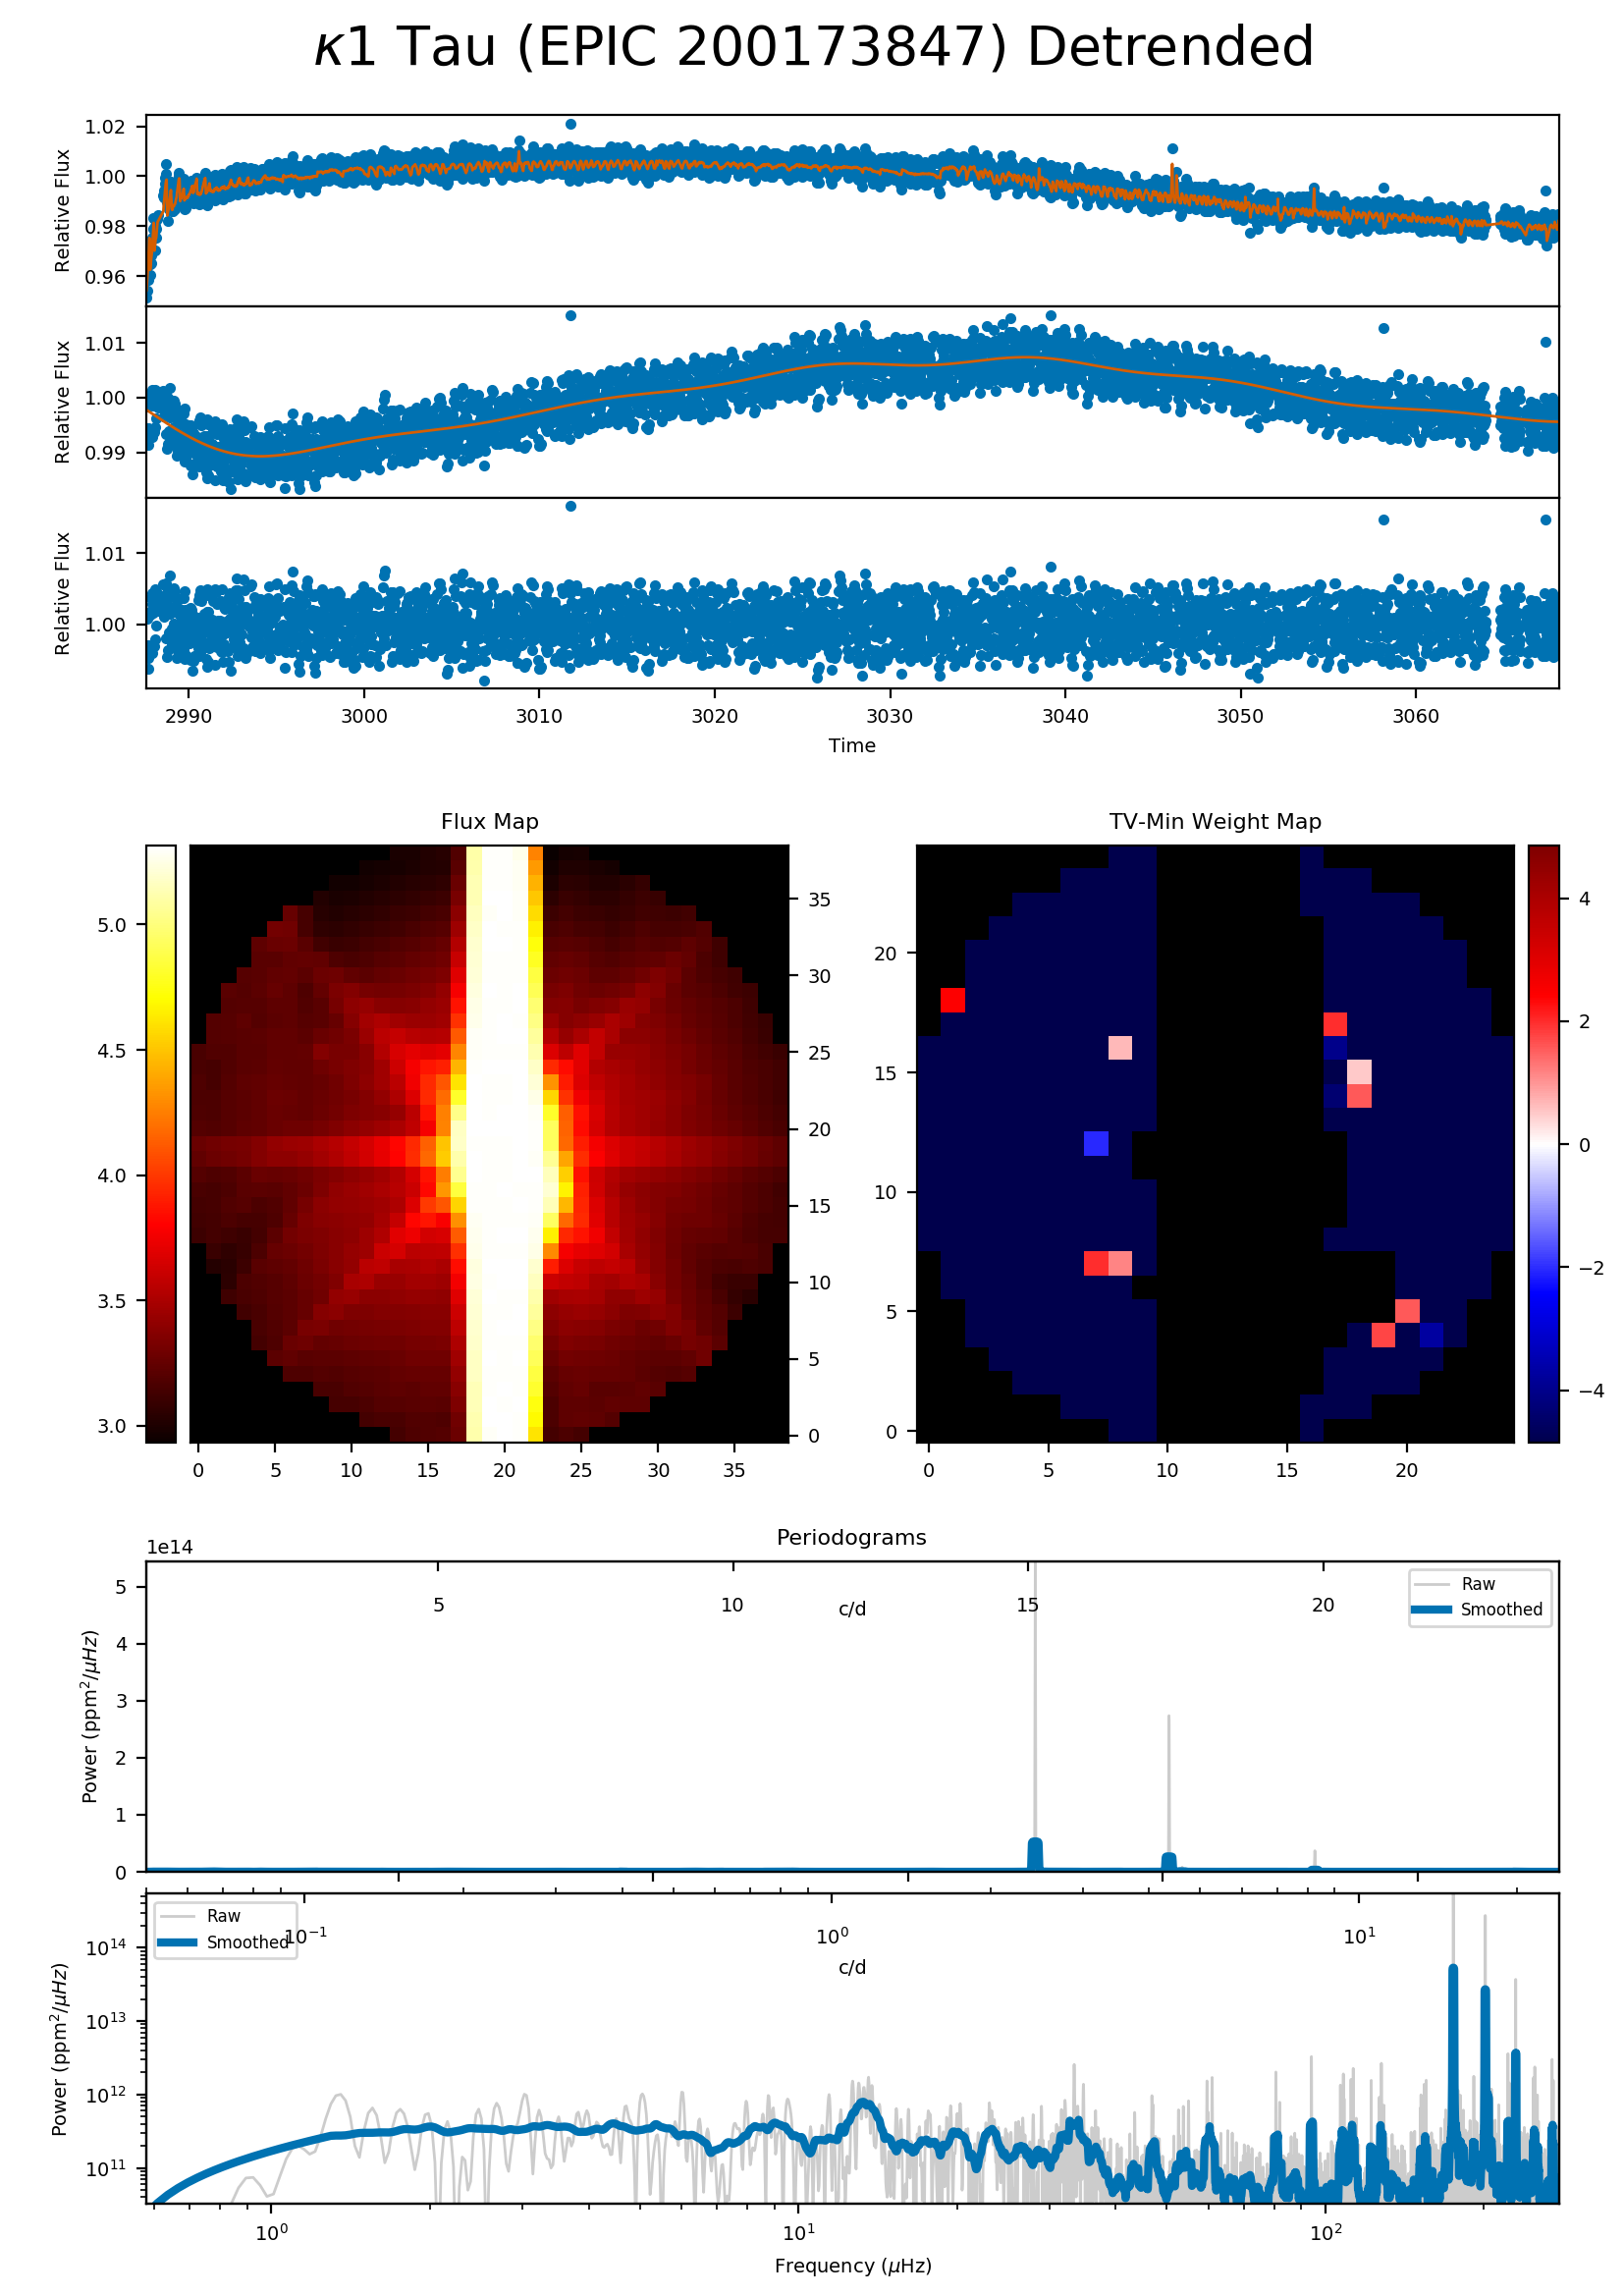 κ1 Tau (EPIC 200173847) Detrended
Relative Flux
1.02
1.00
0.98
0.96
Relative Flux
1.01
1.00
0.99
Relative Flux
1.01
1.00
2990 3000 3010 3020 3030 3040 3050 3060
Time
Flux Map
5.0
4.5
4.0
3.5
3.0
35
30
25
20
15
10
5
0
0 5 10 15 20 25 30 35
TV-Min Weight Map
20
15
10
5
0
0 5 10 15 20
4
2
0
−2
−4
Periodograms
1e14
5
4
3
2
1
0
Power (ppm²/μHz)
5 10 15 20
c/d
Raw
Smoothed
Raw
Smoothed
10⁻¹ 10⁰ 10¹
c/d
Power (ppm²/μHz)
10¹⁴
10¹³
10¹²
10¹¹
10⁰ 10¹ 10²
Frequency (μHz)